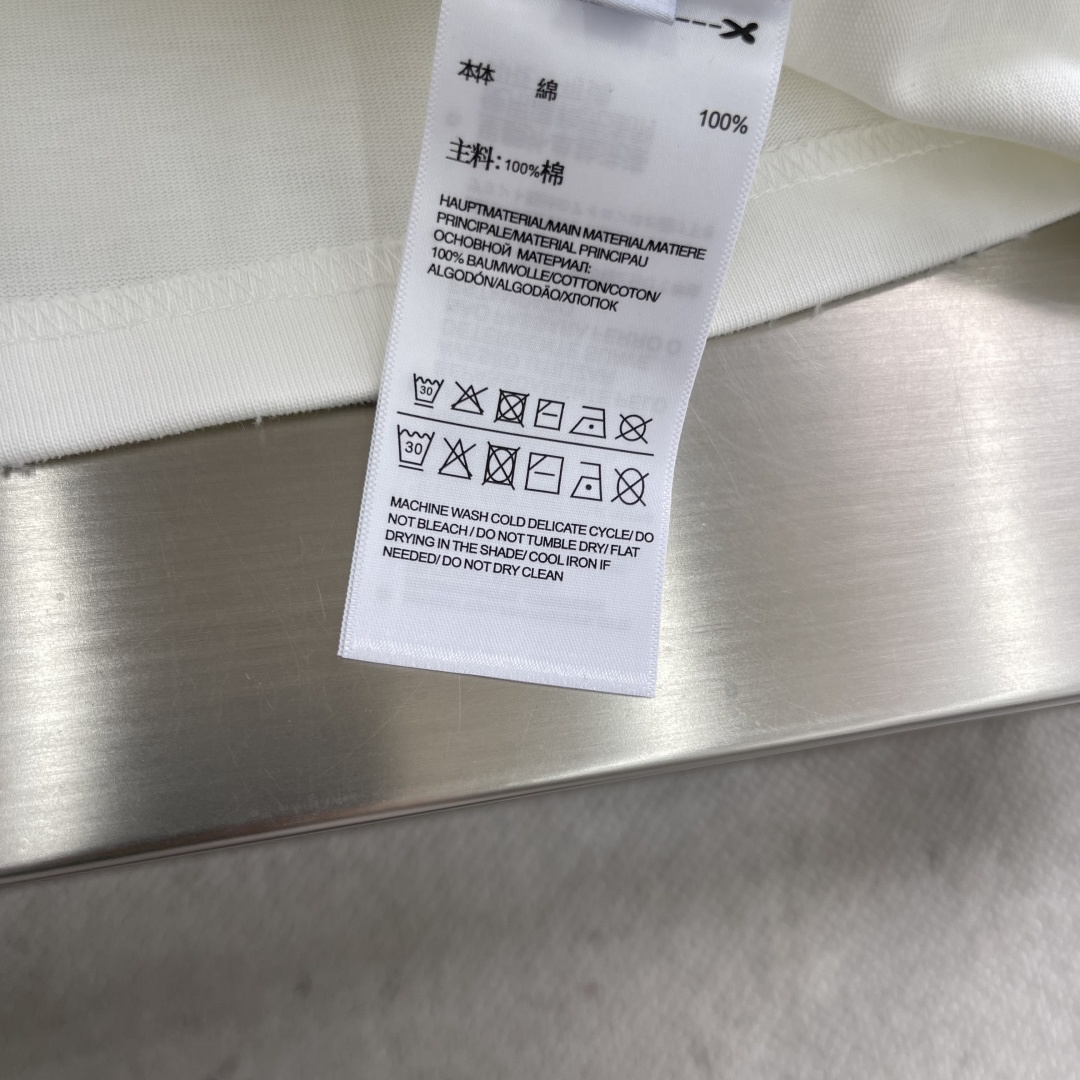 本体 綿 100%
主料:100%棉
HAUPTMATERIAL/MAIN MATERIAL/MATIERE
PRINCIPALE/MATERIAL PRINCIPAU
ОСНОВНОЙ МАТЕРИАЛ:
100% BAUMWOLLE/COTTON/COTON/
ALGODÓN/ALGODÃO/ХЛОПОК
30
30
MACHINE WASH COLD DELICATE CYCLE/ DO
NOT BLEACH / DO NOT TUMBLE DRY/ FLAT
DRYING IN THE SHADE/ COOL IRON IF
NEEDED/ DO NOT DRY CLEAN